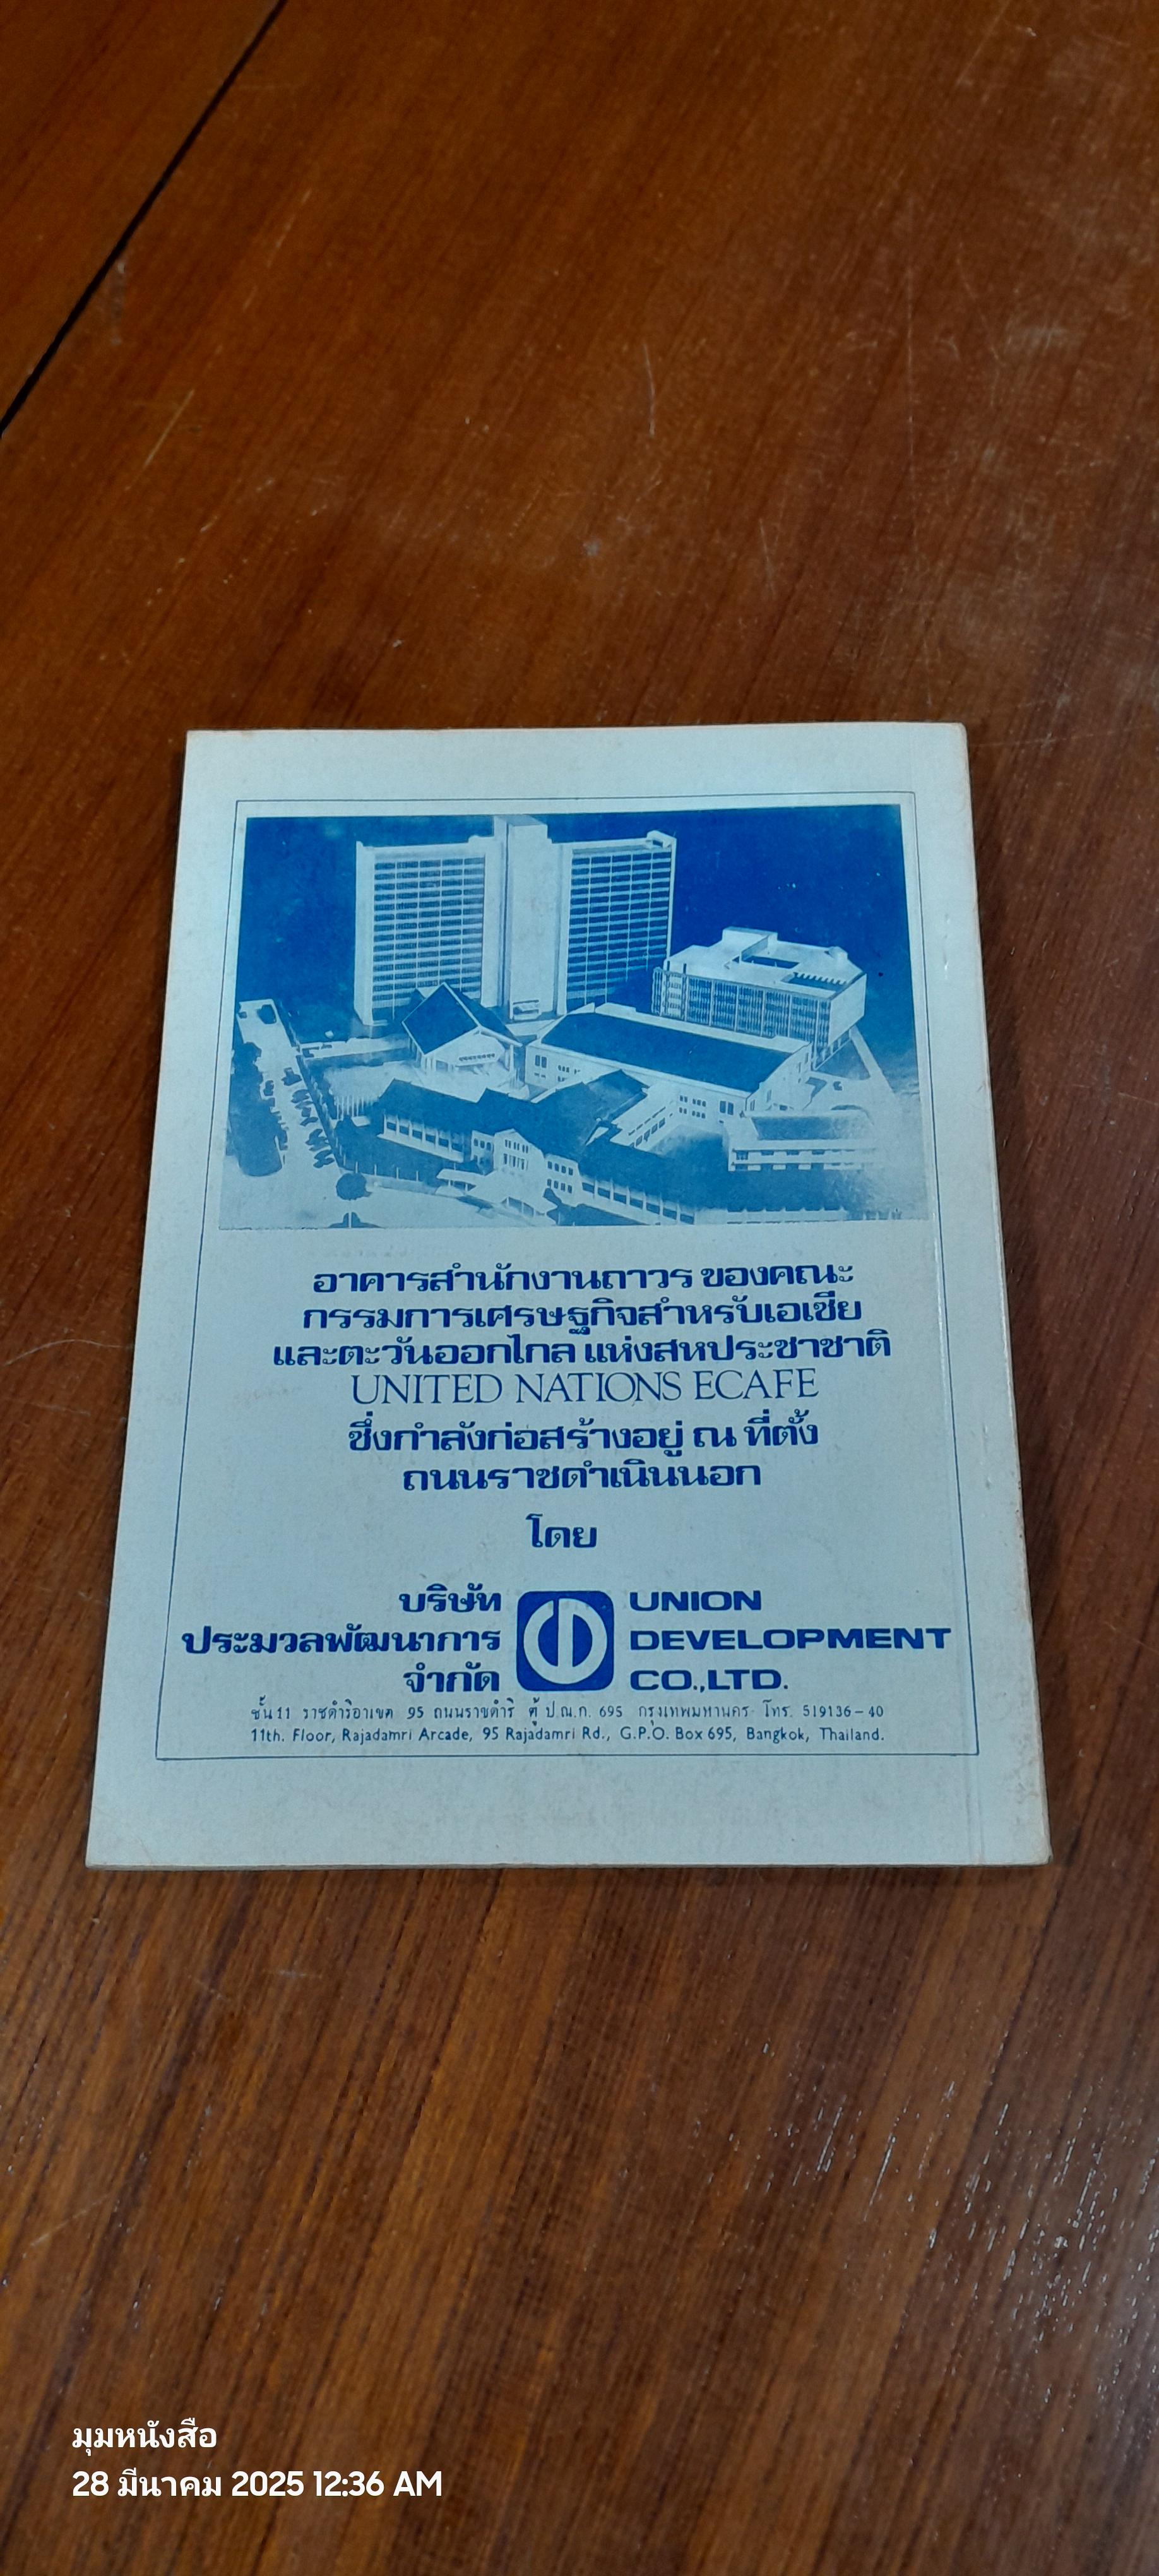 อาคารสำนักงานถาวร ของคณะ
กรรมการเศรษฐกิจสำหรับเอเซีย
และตะวันออกไกล แห่งสหประชาชาติ
UNITED NATIONS ECAFE
ซึ่งกำลังก่อสร้างอยู่ ณ ที่ตั้ง
ถนนราชดำเนินนอก
โดย
บริษัท
ประมวลพัฒนาการ
จำกัด
UNION
DEVELOPMENT
CO.,LTD.
ชั้น 11 ราชดำริอาเขต 95 ถนนราชดำริ ตู้ ป.ณ.ก. 695 กรุงเทพมหานคร โทร. 519136-40
11th. Floor, Rajadamri Arcade, 95 Rajadamri Rd., G.P.O. Box 695, Bangkok, Thailand.
มุมหนังสือ
28 มีนาคม 2025 12:36 AM